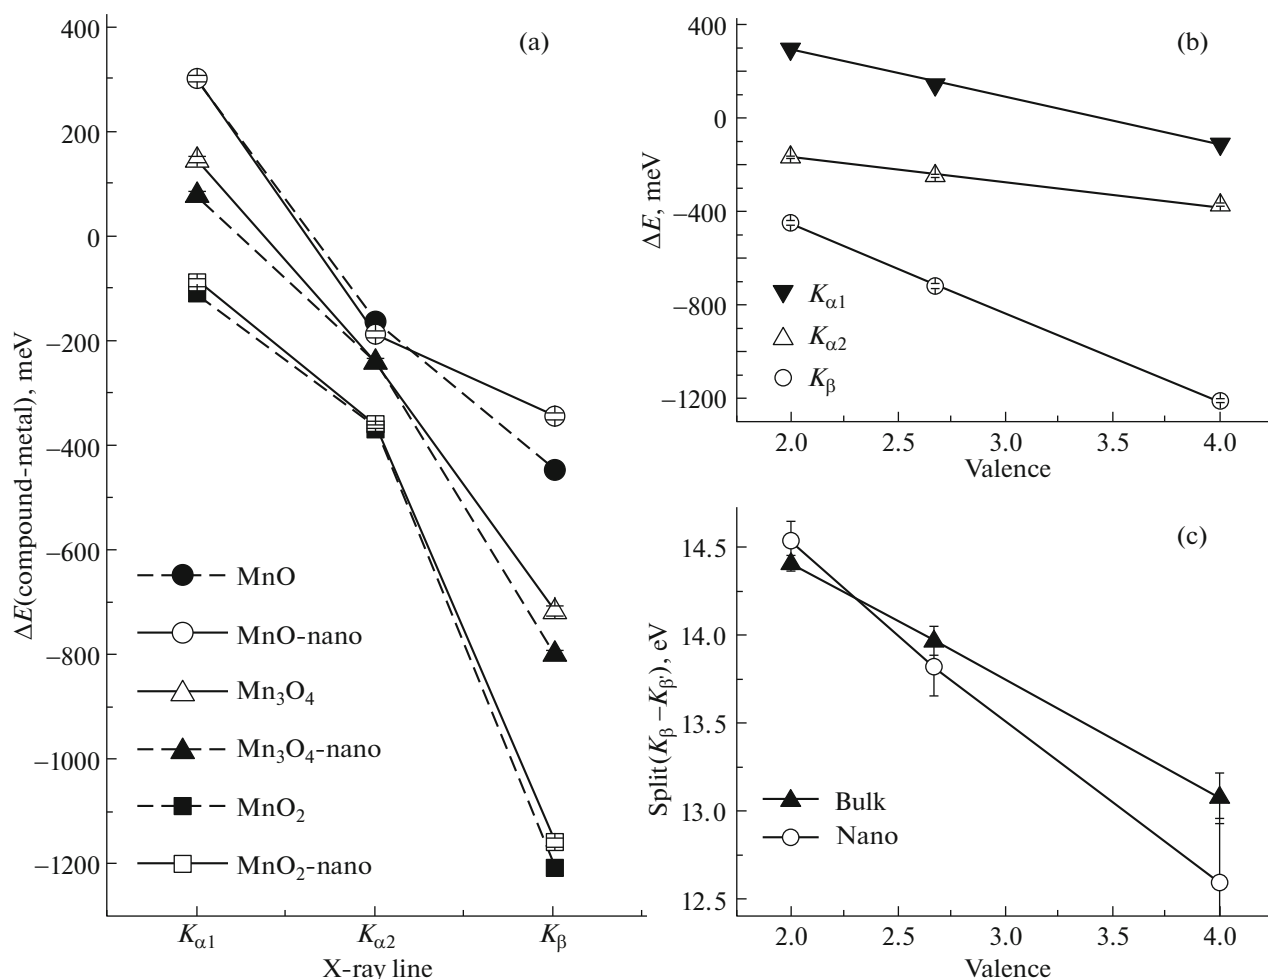 (a)
ΔE(compound-metal), meV
400
200
0
−200
−400
−600
−800
−1000
−1200
MnO
MnO-nano
Mn₃O₄
Mn₃O₄-nano
MnO₂
MnO₂-nano
Kα1
Kα2
Kβ
X-ray line
(b)
ΔE, meV
400
0
−400
−800
−1200
Kα1
Kα2
Kβ
2.0 2.5 3.0 3.5 4.0
Valence
(c)
Split(Kβ–Kβ′), eV
14.5
14.0
13.5
13.0
12.5
Bulk
Nano
2.0 2.5 3.0 3.5 4.0
Valence